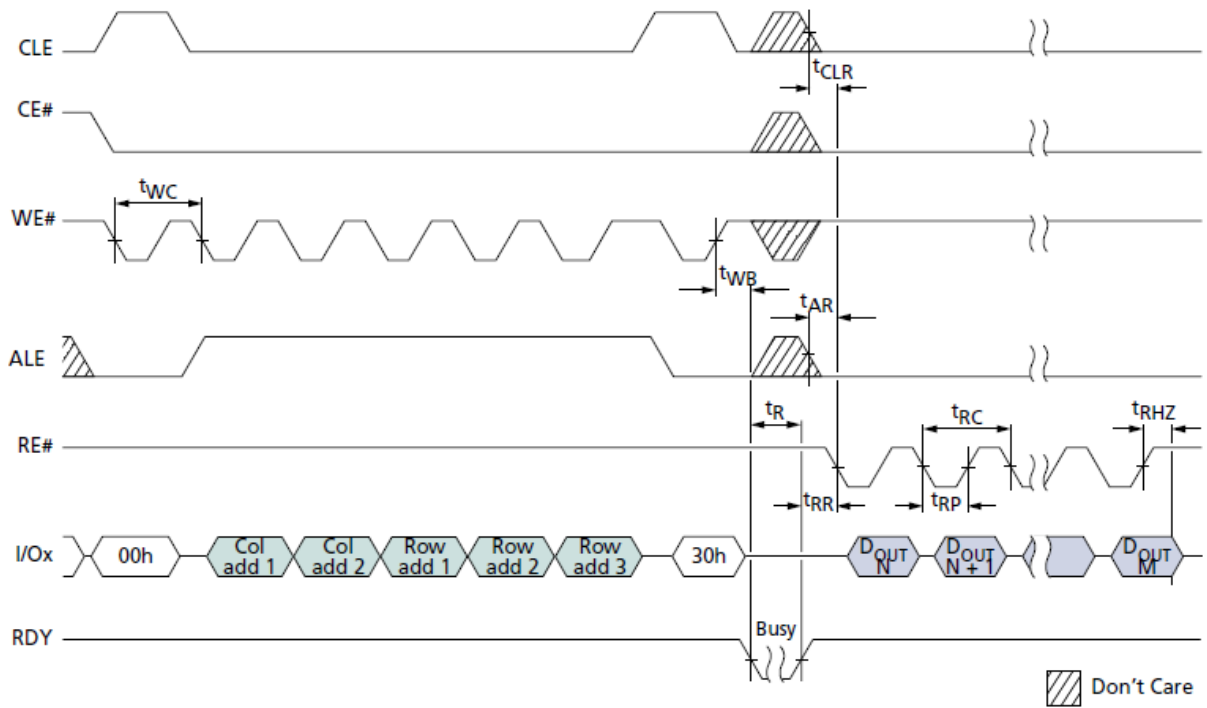 CLE
tCLR
CE#
tWC
WE#
tWB
tAR
ALE
tR
tRC
tRHZ
RE#
tRR
tRP
I/Ox
00h
Col
add 1
Col
add 2
Row
add 1
Row
add 2
Row
add 3
30h
DOUT
N
DOUT
N + 1
DOUT
M
RDY
Busy
Don't Care